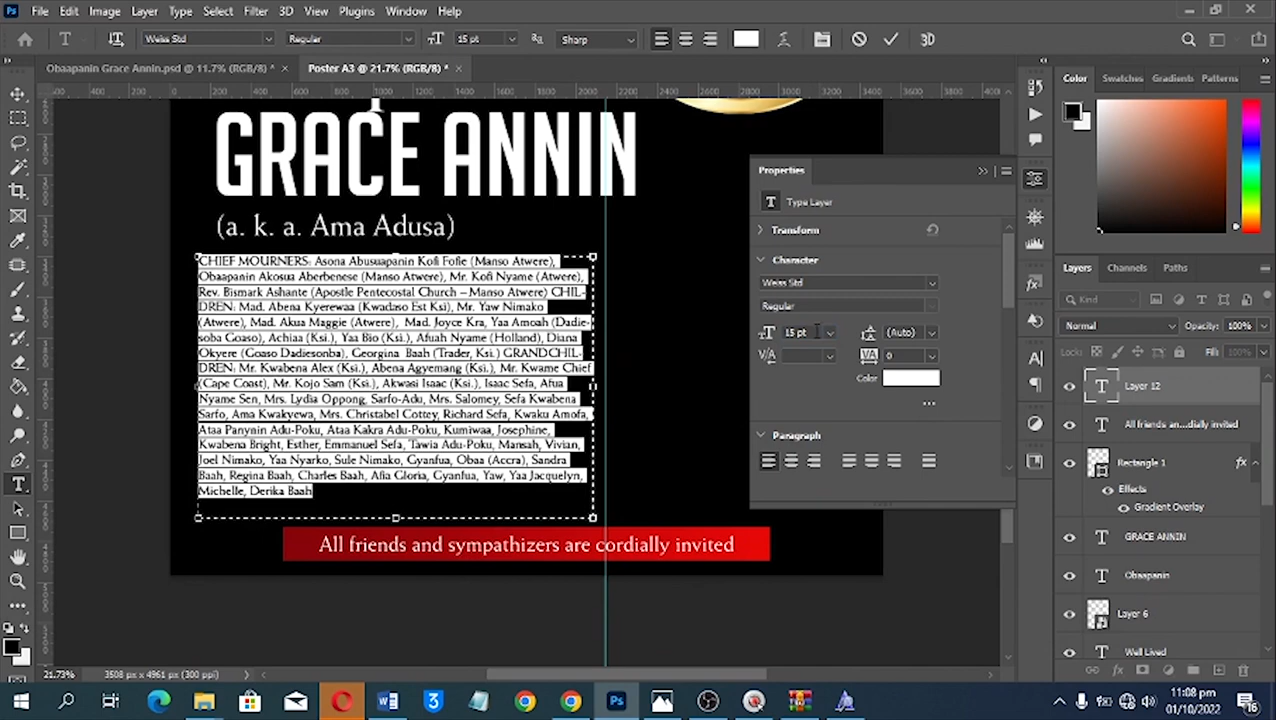 File Edit Image Layer Type Select Filter 3D View Plugins Window Help
Weiss Std Regular 15 pt Sharp 3D
Obaapanin Grace Annin.psd @ 11.7% (RGB/8) * × Poster A3 @ 21.7% (RGB/8) * ×
GRACE ANNIN
(a. k. a. Ama Adusa)
CHIEF MOURNERS: Asona Abusuapanin Kofi Fofie (Manso Atwere),
Obaapanin Akosua Aberbenese (Manso Atwere), Mr. Kofi Nyame (Atwere),
Rev. Bismark Ashante (Apostle Pentecostal Church – Manso Atwere) CHIL-
DREN: Mad. Abena Kyerewaa (Kwadaso Est Ksi), Mr. Yaw Nimako
(Atwere), Mad. Akua Maggie (Atwere), Mad. Joyce Kra, Yaa Amoah (Dadie-
soba Goaso), Achiaa (Ksi.), Yaa Bio (Ksi.), Afuah Nyame (Holland), Diana
Okyere (Goaso Dadiesonba), Georgina Baah (Trader, Ksi.) GRANDCHIL-
DREN: Mr. Kwabena Alex (Ksi.), Abena Agyemang (Ksi.), Mr. Kwame Chief
(Cape Coast), Mr. Kojo Sam (Ksi.), Akwasi Isaac (Ksi.), Isaac Sefa, Afua
Nyame Sen, Mrs. Lydia Oppong, Sarfo-Adu, Mrs. Salomey, Sefa Kwabena
Sarfo, Ama Kwakyewa, Mrs. Christabel Cottey, Richard Sefa, Kwaku Amofa,
Ataa Panynin Adu-Poku, Ataa Kakra Adu-Poku, Kumiwaa, Josephine,
Kwabena Bright, Esther, Emmanuel Sefa, Tawia Adu-Poku, Mansah, Vivian,
Joel Nimako, Yaa Nyarko, Sule Nimako, Gyanfua, Obaa (Accra), Sandra
Baah, Regina Baah, Charles Baah, Afia Gloria, Gyanfua, Yaw, Yaa Jacquelyn,
Michelle, Derika Baah
All friends and sympathizers are cordially invited
Properties
Type Layer
Transform
Character
Weiss Std
Regular
15 pt (Auto)
0
Color
Paragraph
Color Swatches Gradients Patterns
Layers Channels Paths
Kind
Normal Opacity: 100%
Lock: Fill: 100%
Layer 12
All friends an...dially invited
Rectangle 3 fx
Effects
Gradient Overlay
GRACE ANNIN
Obaapanin
Layer 6
Well Lived
21.73% 3508 px x 4961 px (300 ppi)
11:08 pm
01/10/2022